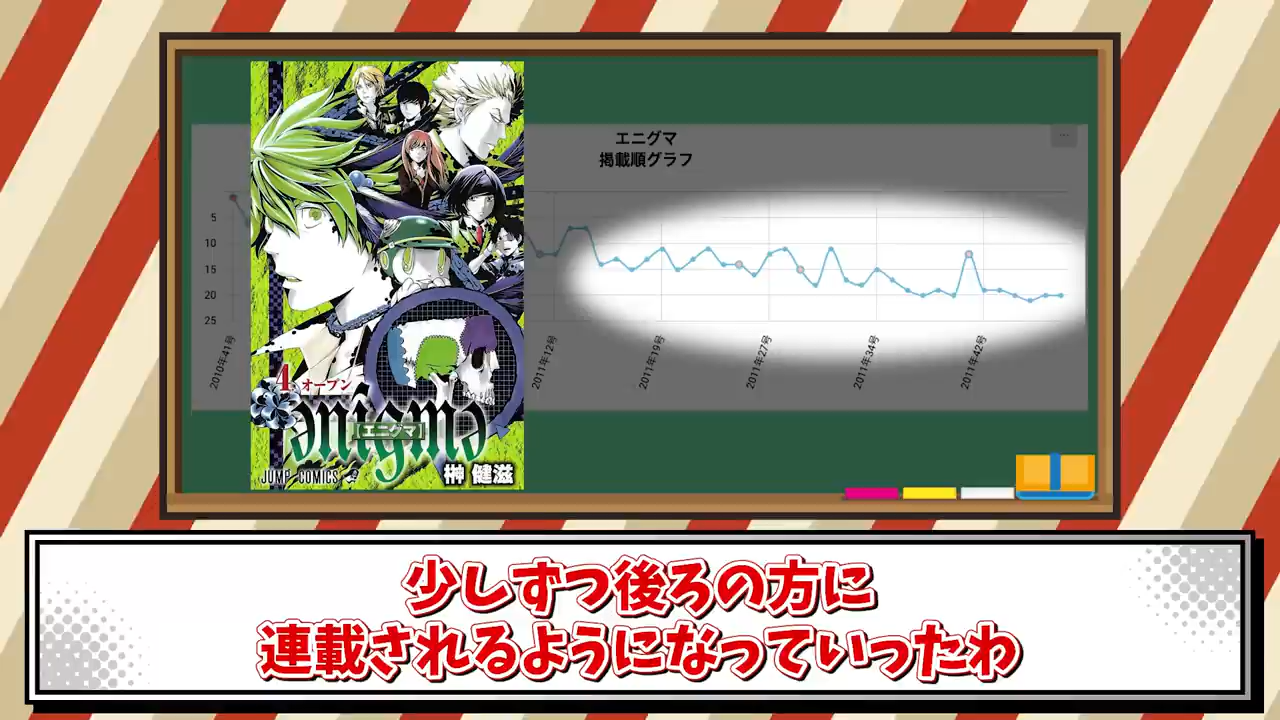 エニグマ
掲載順グラフ
5
10
15
20
25
2010年41号
2011年12号
2011年19号
2011年27号
2011年34号
2011年42号
4 オープン
ənigmə
【エニグマ】
JUMP COMICS
榊 健滋
少しずつ後ろの方に
連載されるようになっていったわ